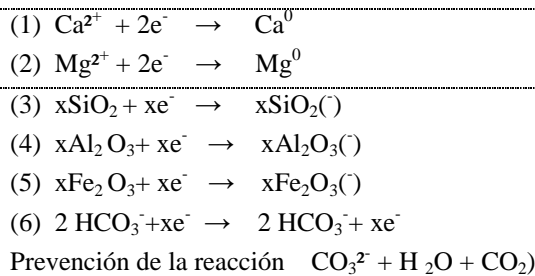 (1) Ca²⁺ + 2e⁻ → Ca⁰
(2) Mg²⁺ + 2e⁻ → Mg⁰
(3) xSiO₂ + xe⁻ → xSiO₂(⁻)
(4) xAl₂ O₃+ xe⁻ → xAl₂O₃(⁻)
(5) xFe₂ O₃+ xe⁻ → xFe₂O₃(⁻)
(6) 2 HCO₃⁻+xe⁻ → 2 HCO₃⁻+ xe⁻
Prevención de la reacción CO₃²⁻ + H ₂O + CO₂)